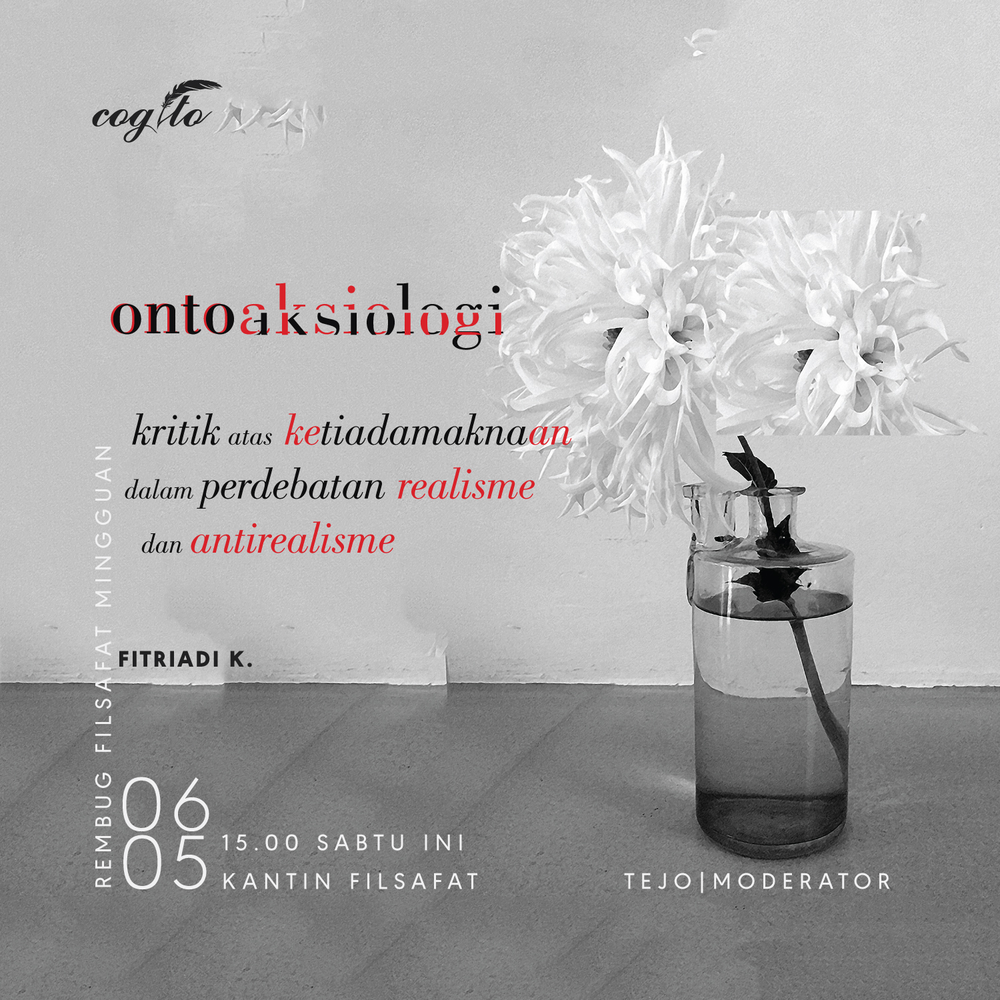 cogito
ontoaksiologi
kritik atas ketiadamaknaan
dalam perdebatan realisme
dan antirealisme
FITRIADI K.
REMBUG FILSAFAT MINGGUAN
06
05
15.00 SABTU INI
KANTIN FILSAFAT
TEJO|MODERATOR